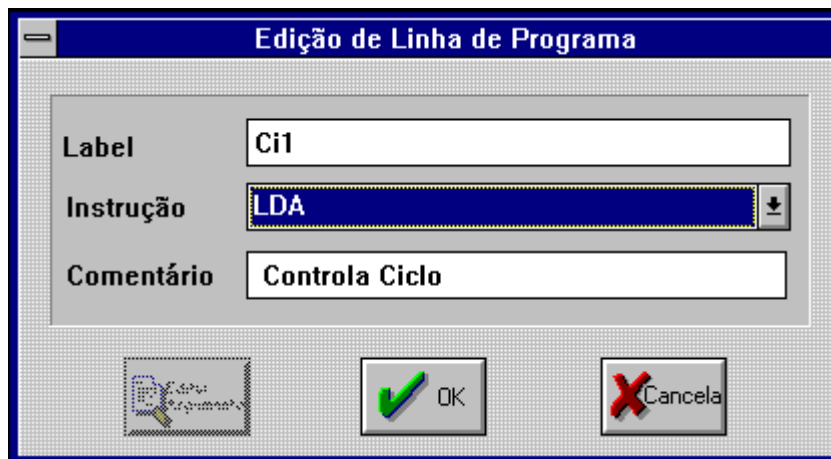 Edição de Linha de Programa
Label
Ci1
Instrução
LDA
Comentário
Controla Ciclo
OK
Cancela